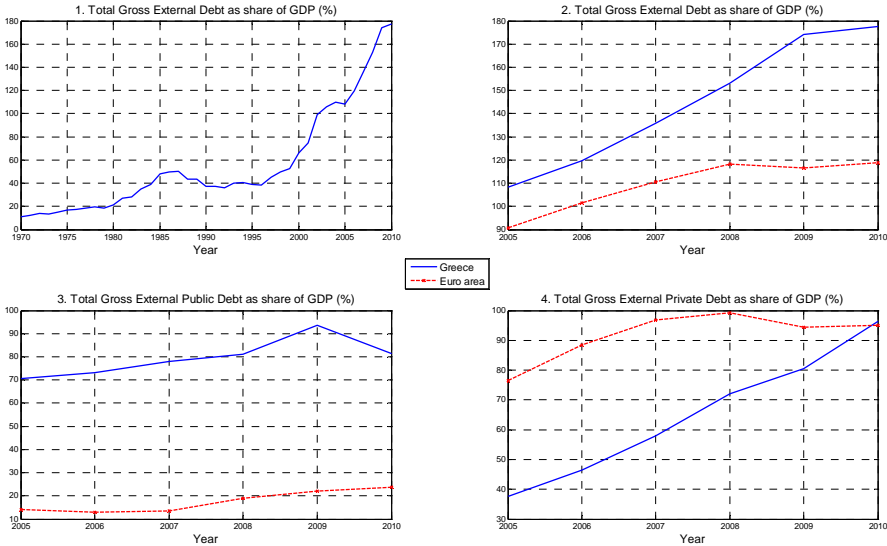 1. Total Gross External Debt as share of GDP (%)
180
160
140
120
100
80
60
40
20
0
1970 1975 1980 1985 1990 1995 2000 2005 2010
Year
2. Total Gross External Debt as share of GDP (%)
180
170
160
150
140
130
120
110
100
90
2005 2006 2007 2008 2009 2010
Year
Greece
Euro area
3. Total Gross External Public Debt as share of GDP (%)
100
90
80
70
60
50
40
30
20
10
2005 2006 2007 2008 2009 2010
Year
4. Total Gross External Private Debt as share of GDP (%)
100
90
80
70
60
50
40
30
2005 2006 2007 2008 2009 2010
Year